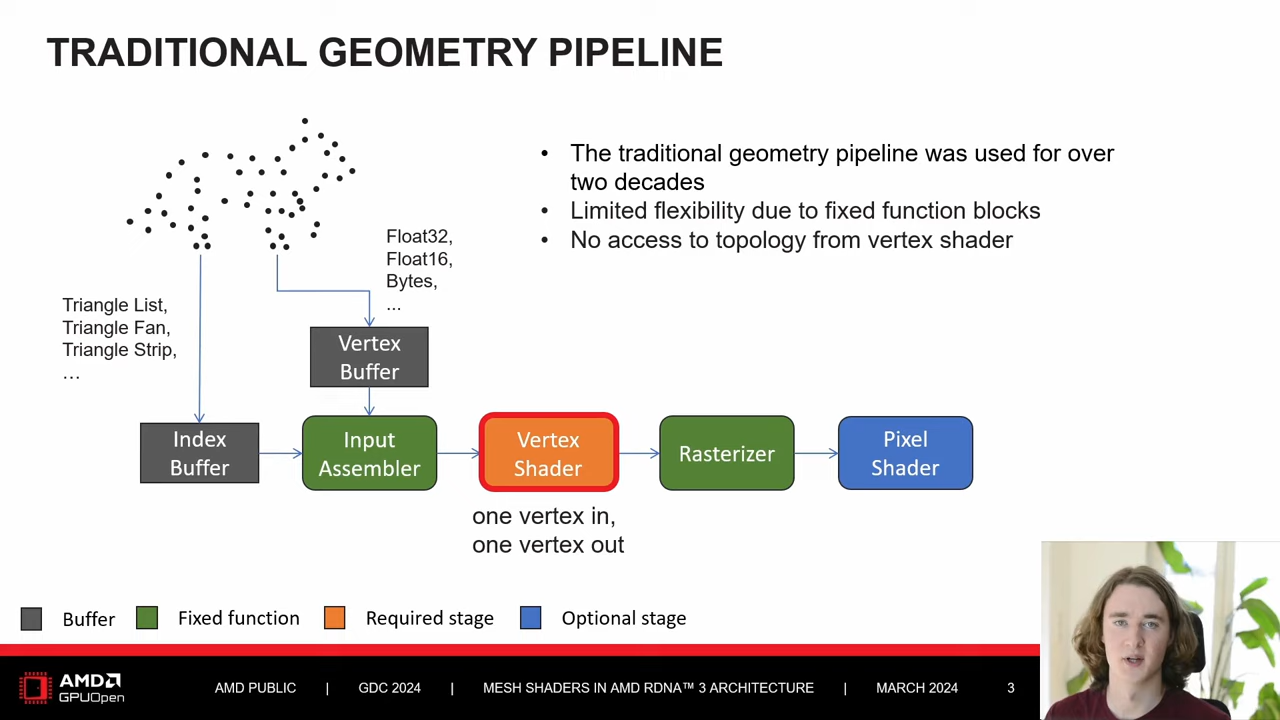 TRADITIONAL GEOMETRY PIPELINE
• The traditional geometry pipeline was used for over
two decades
• Limited flexibility due to fixed function blocks
• No access to topology from vertex shader
Float32,
Float16,
Bytes,
...
Triangle List,
Triangle Fan,
Triangle Strip,
...
Vertex
Buffer
Index
Buffer
Input
Assembler
Vertex
Shader
Rasterizer
Pixel
Shader
one vertex in,
one vertex out
Buffer
Fixed function
Required stage
Optional stage
AMD
GPUOpen
AMD PUBLIC | GDC 2024 | MESH SHADERS IN AMD RDNA™ 3 ARCHITECTURE | MARCH 2024 3